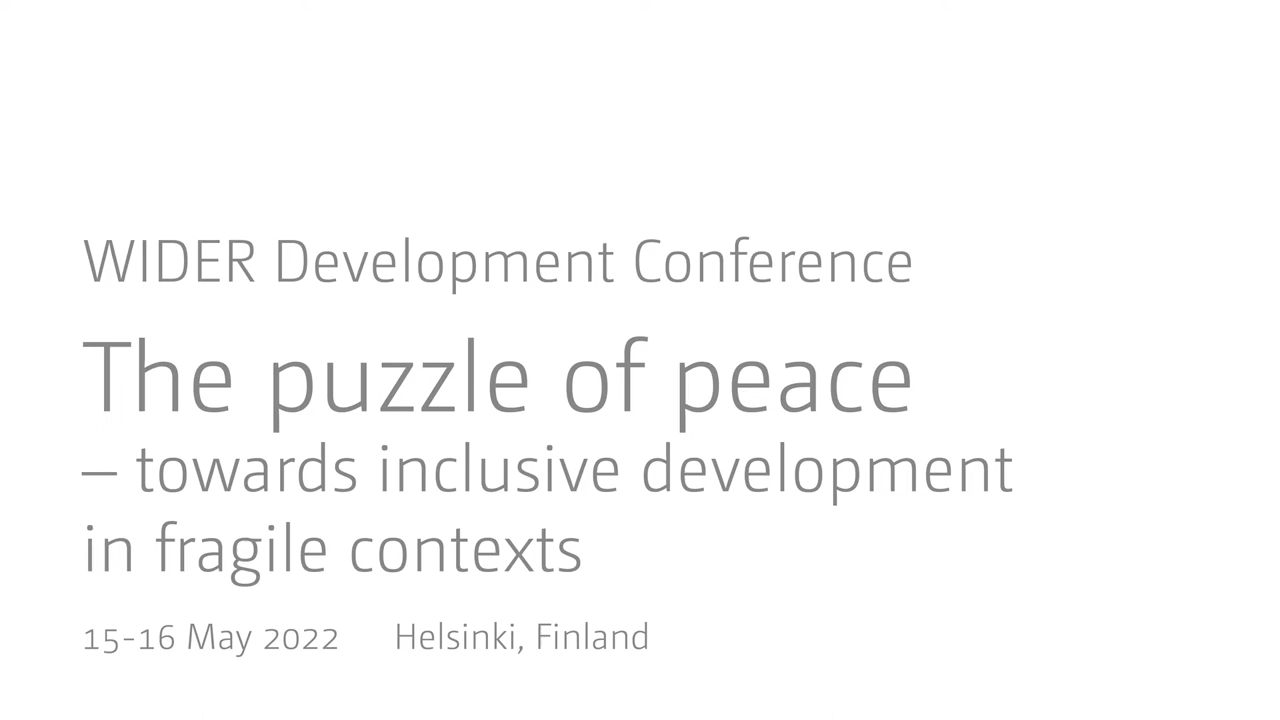 WIDER Development Conference
The puzzle of peace
– towards inclusive development
in fragile contexts
15-16 May 2022 Helsinki, Finland